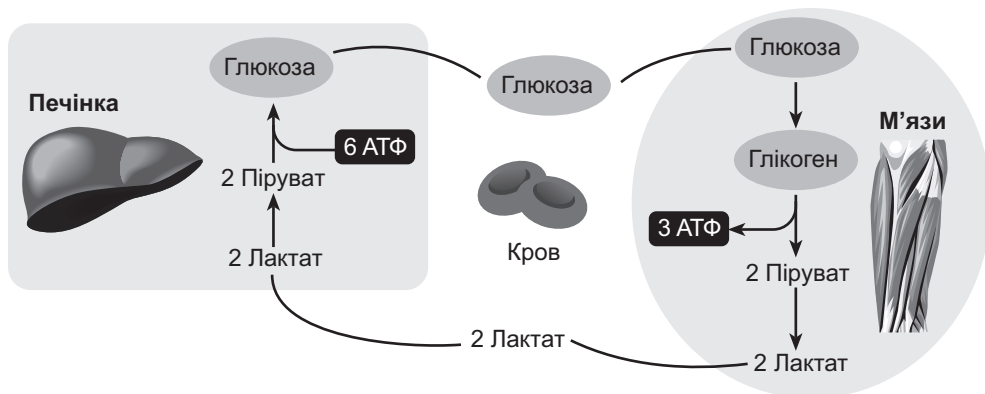 Печінка
Глюкоза
6 АТФ
2 Піруват
2 Лактат
Глюкоза
Кров
2 Лактат
Глюкоза
М’язи
Глікоген
3 АТФ
2 Піруват
2 Лактат